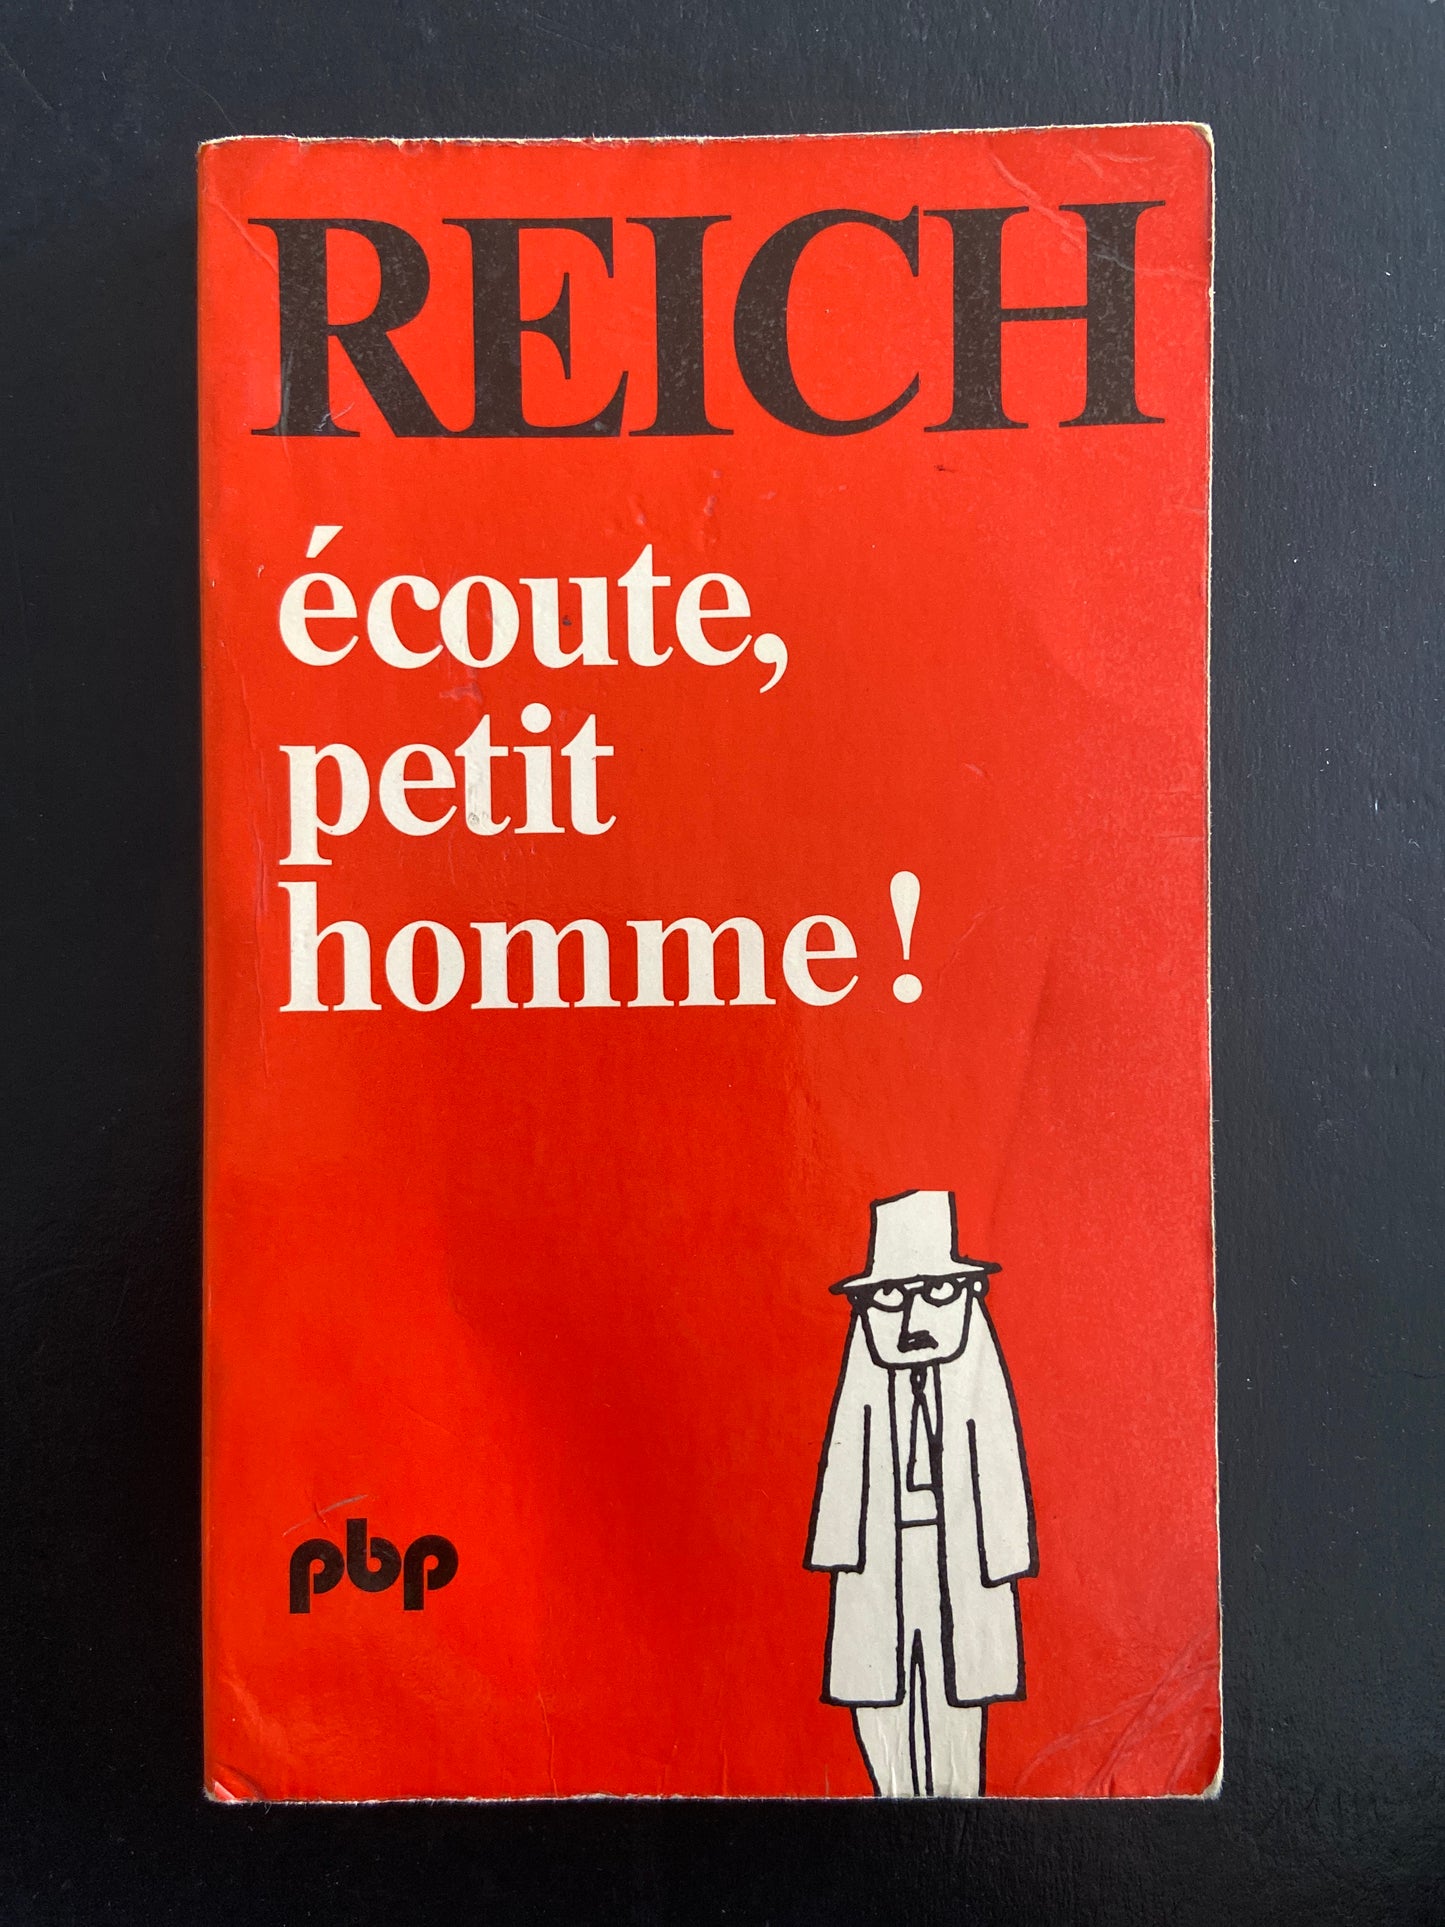 REICH
écoute,
petit
homme !
pbp